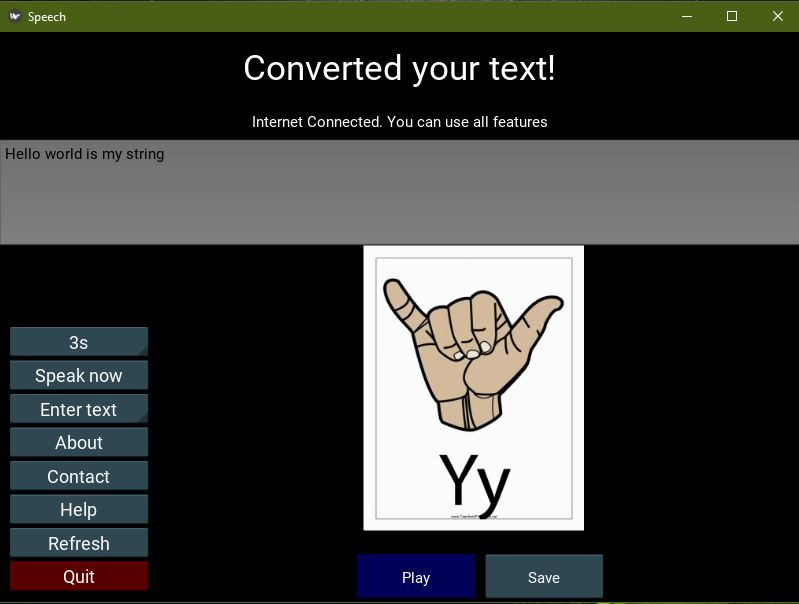 Speech
Converted your text!
Internet Connected. You can use all features
Hello world is my string
3s
Speak now
Enter text
About
Contact
Help
Refresh
Quit
Yy
Play
Save